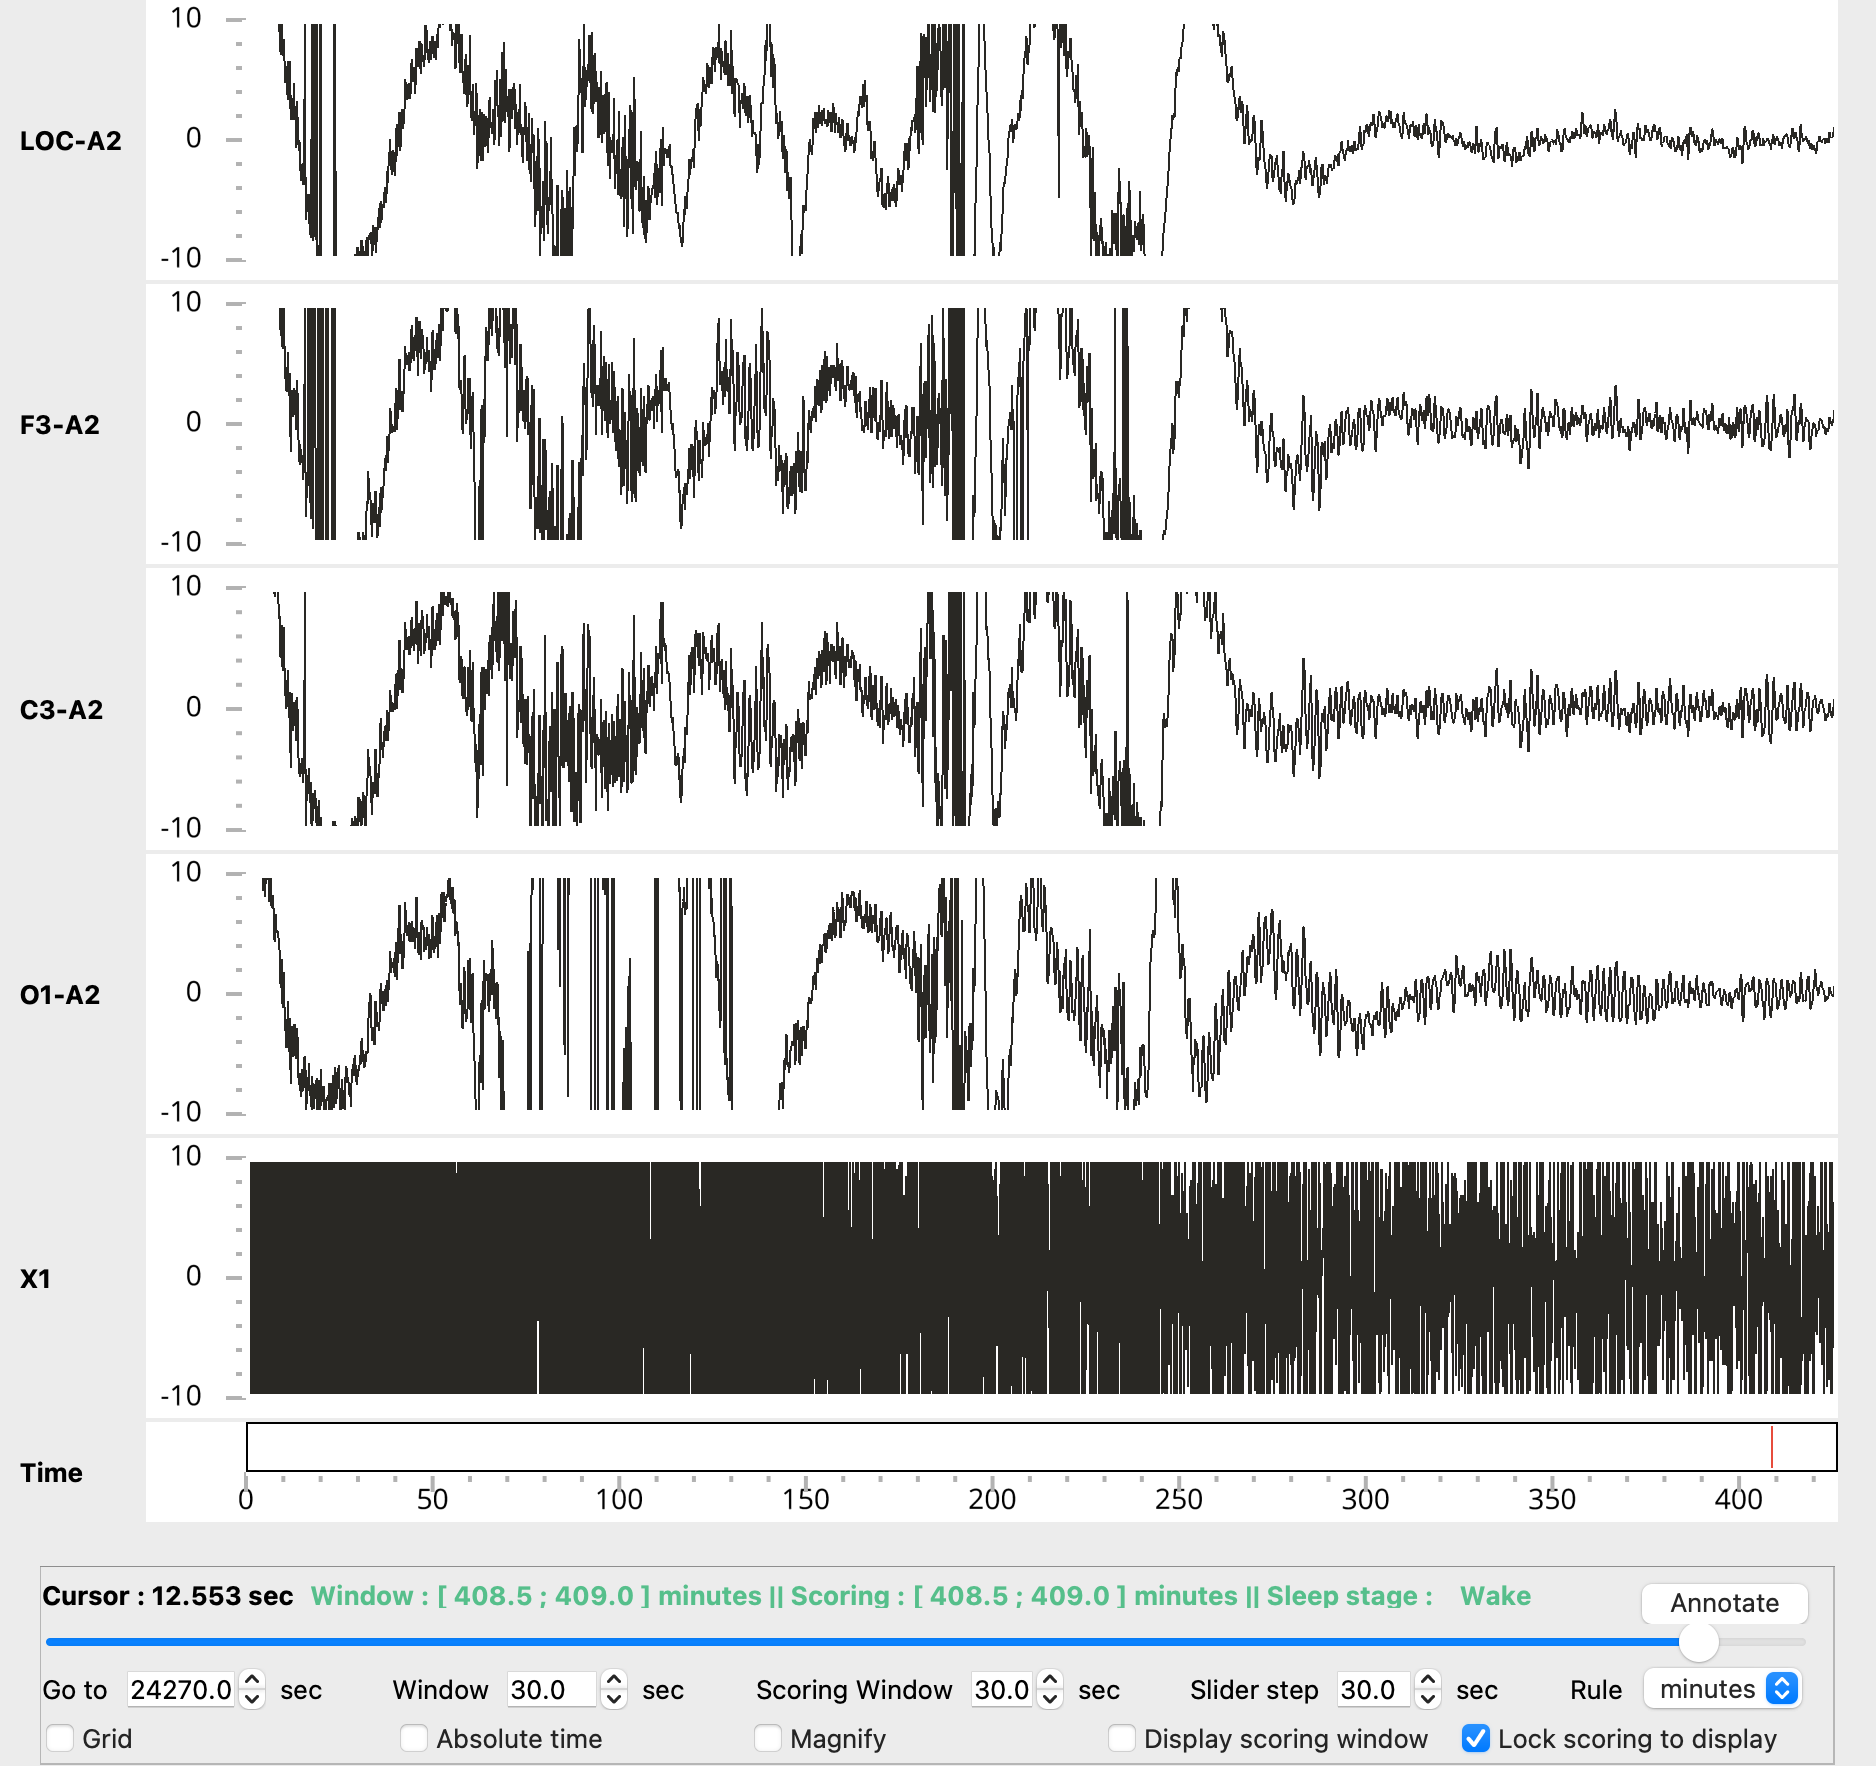 10
LOC-A2
0
-10
10
F3-A2
0
-10
10
C3-A2
0
-10
10
O1-A2
0
-10
10
X1
0
-10
Time
0 50 100 150 200 250 300 350 400
Cursor : 12.553 sec Window : [ 408.5 ; 409.0 ] minutes || Scoring : [ 408.5 ; 409.0 ] minutes || Sleep stage : Wake Annotate
Go to 24270.0 sec Window 30.0 sec Scoring Window 30.0 sec Slider step 30.0 sec Rule minutes
Grid Absolute time Magnify Display scoring window Lock scoring to display